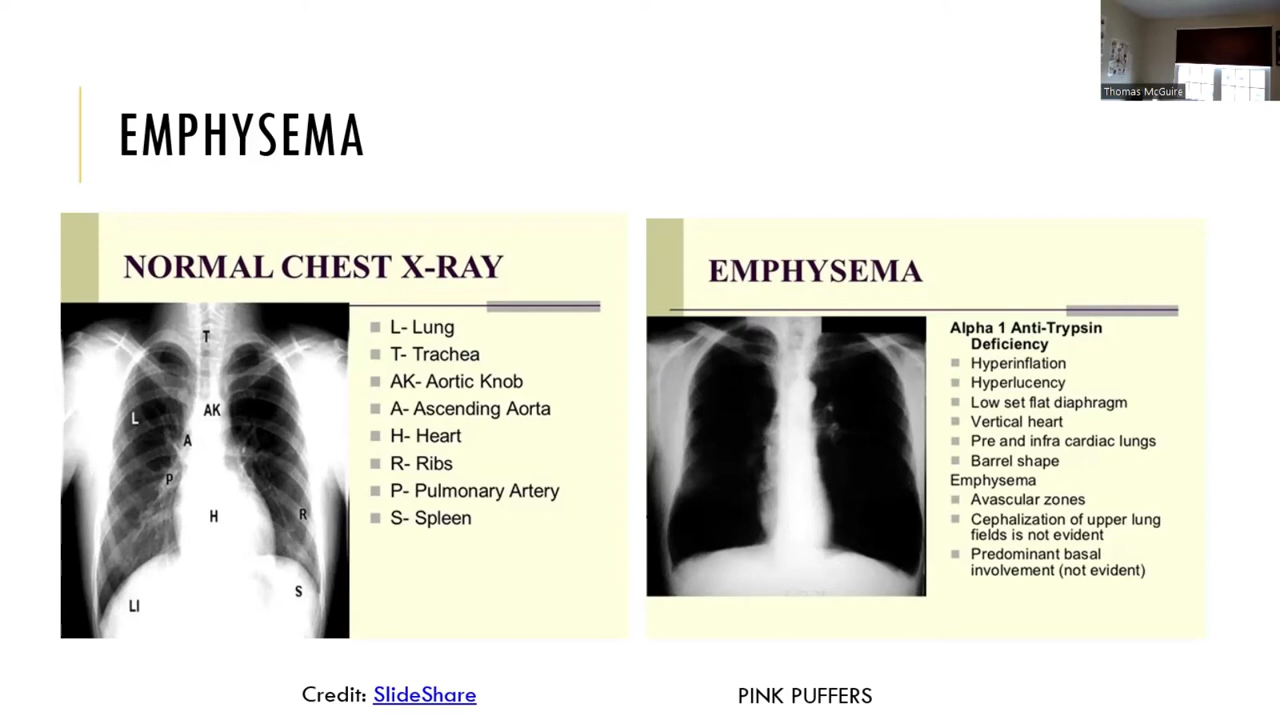 Thomas McGuire
EMPHYSEMA
NORMAL CHEST X-RAY
T
L
AK
A
P
H
R
S
LI
L- Lung
T- Trachea
AK- Aortic Knob
A- Ascending Aorta
H- Heart
R- Ribs
P- Pulmonary Artery
S- Spleen
EMPHYSEMA
Alpha 1 Anti-Trypsin
Deficiency
Hyperinflation
Hyperlucency
Low set flat diaphragm
Vertical heart
Pre and infra cardiac lungs
Barrel shape
Emphysema
Avascular zones
Cephalization of upper lung
fields is not evident
Predominant basal
involvement (not evident)
Credit: SlideShare
PINK PUFFERS